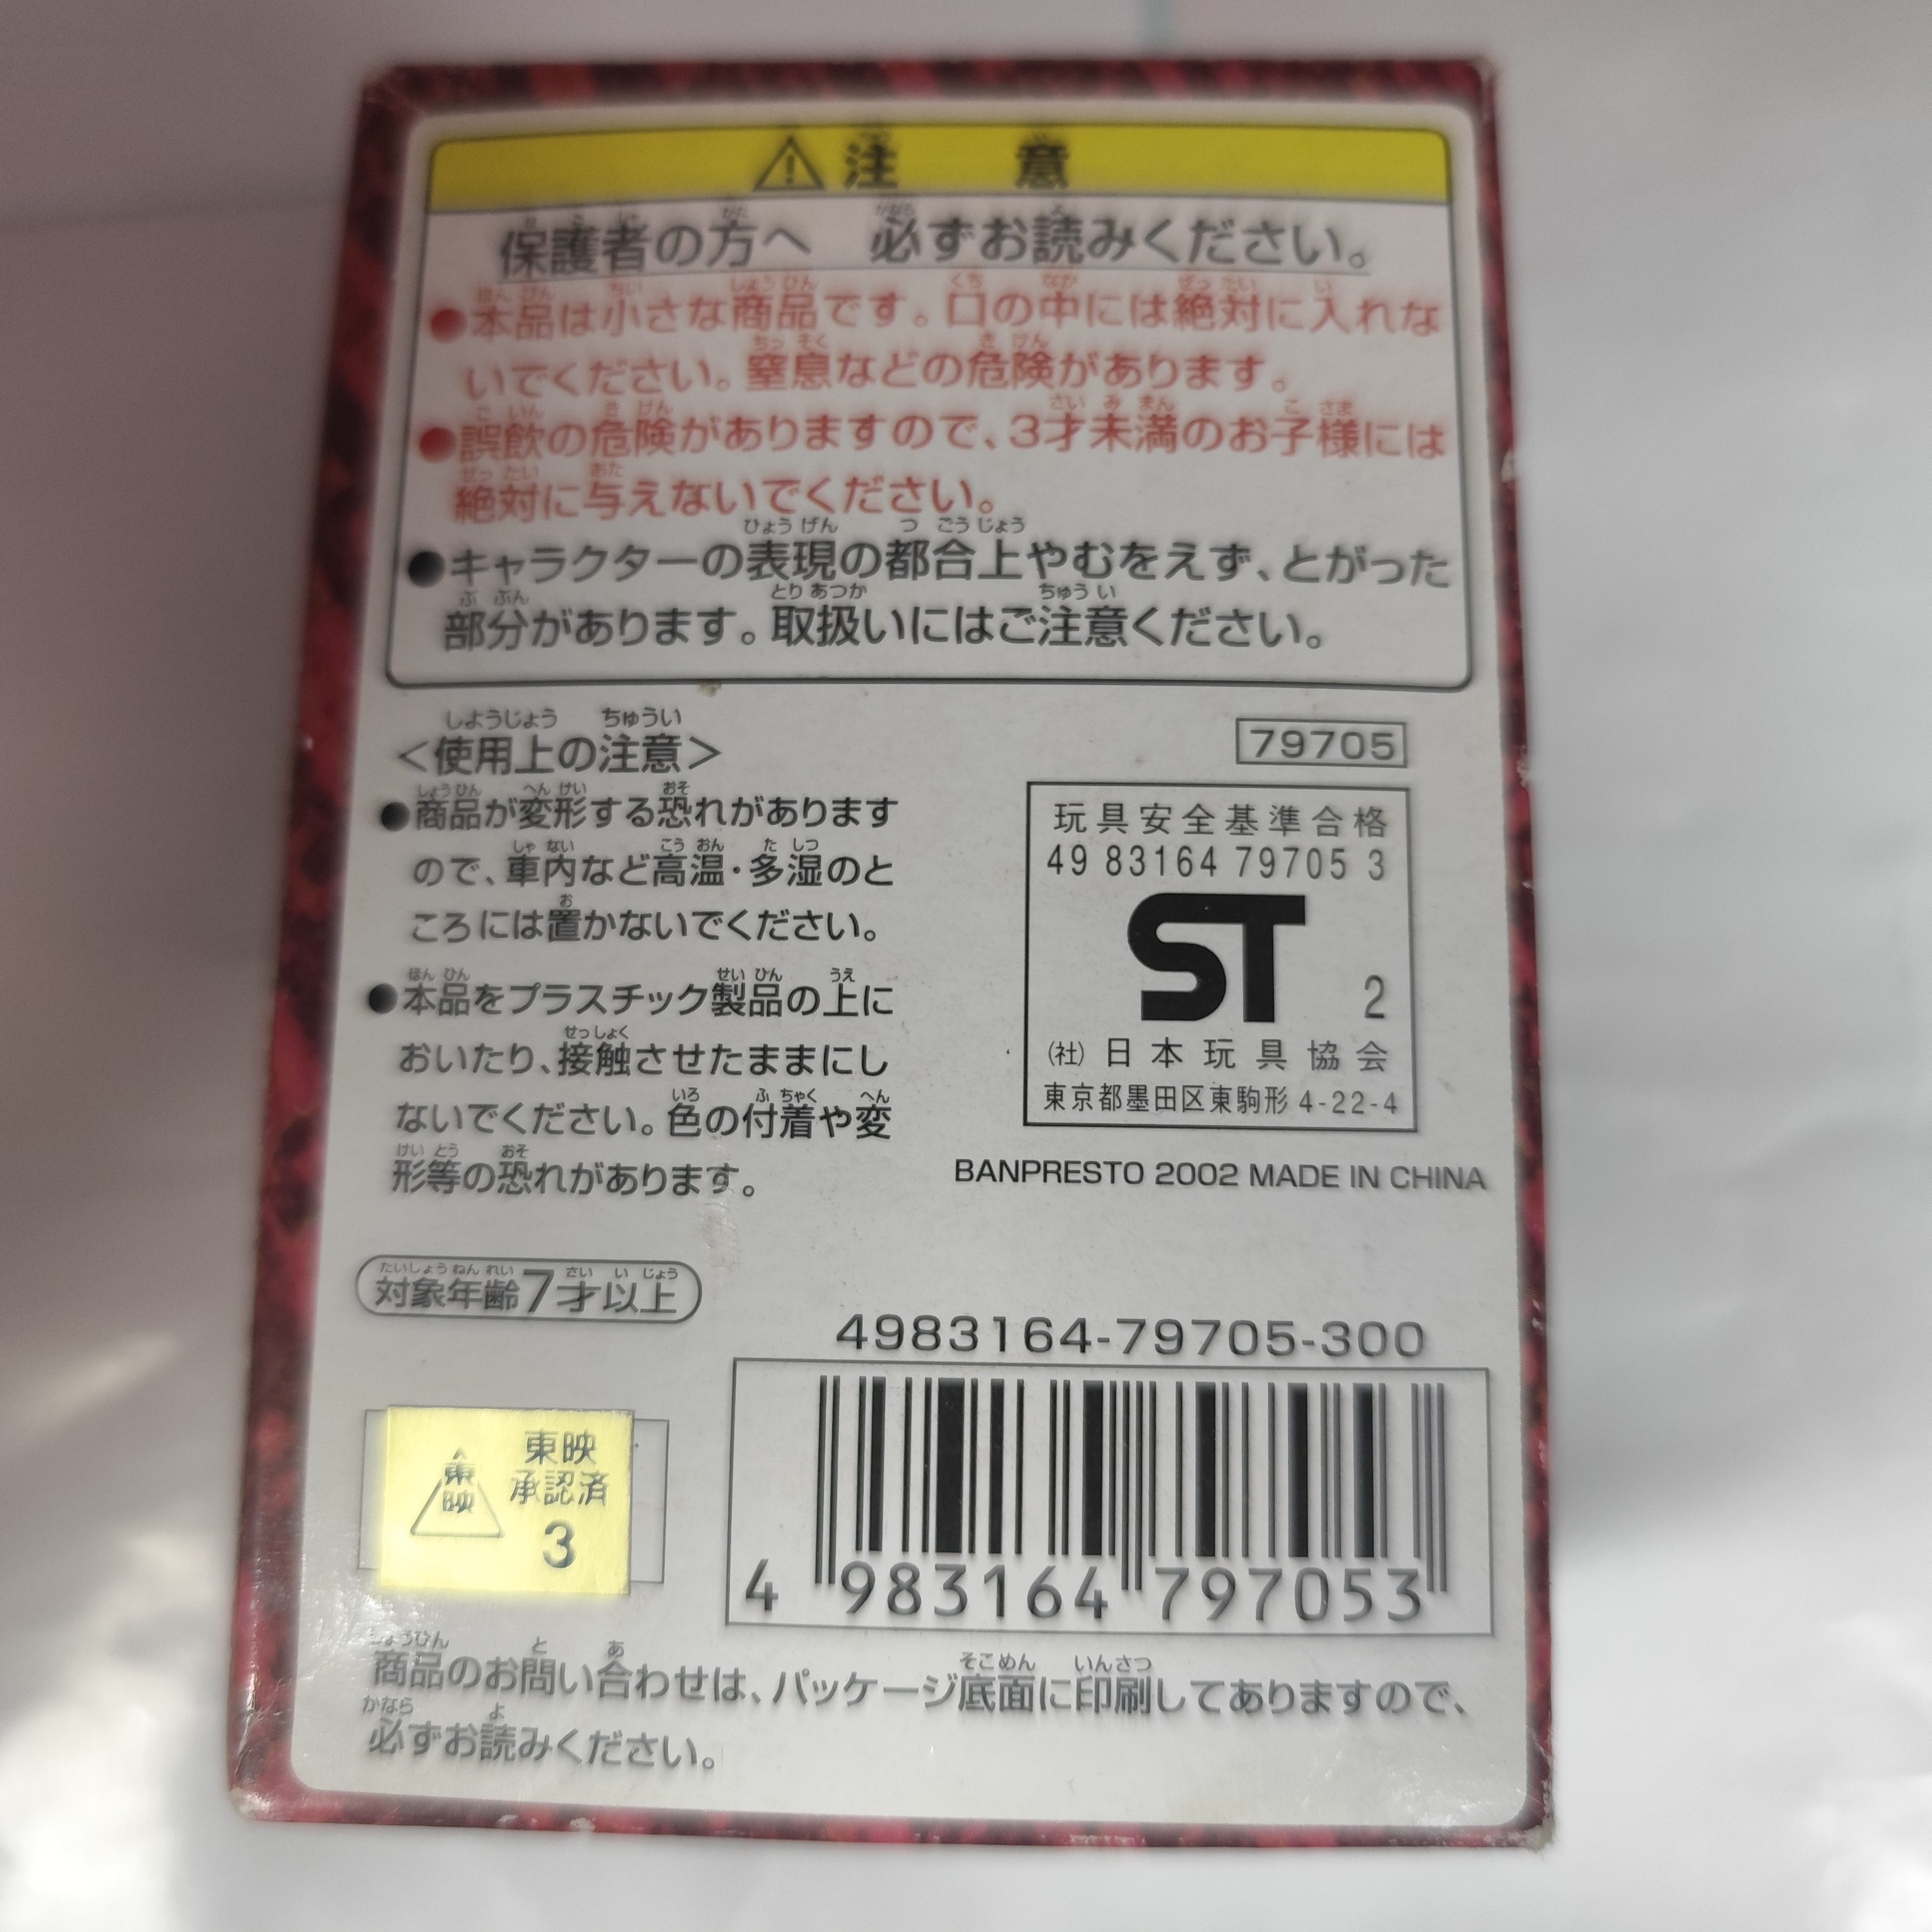 ⚠注 意
保護者の方へ 必ずお読みください。
●本品は小さな商品です。口の中には絶対に入れな
いでください。窒息などの危険があります。
●誤飲の危険がありますので、3才未満のお子様には
絶対に与えないでください。
●キャラクターの表現の都合上やむをえず、とがった
部分があります。取扱いにはご注意ください。
<使用上の注意>
●商品が変形する恐れがあります
ので、車内など高温・多湿のと
ころには置かないでください。
●本品をプラスチック製品の上に
おいたり、接触させたままにし
ないでください。色の付着や変
形等の恐れがあります。
79705
玩具安全基準合格
49 83164 79705 3
ST 2
(社)日本玩具協会
東京都墨田区東駒形 4-22-4
BANPRESTO 2002 MADE IN CHINA
対象年齢7才以上
4983164-79705-300
4 983164 797053
東映
東映
承認済
3
商品のお問い合わせは、パッケージ底面に印刷してありますので、
必ずお読みください。